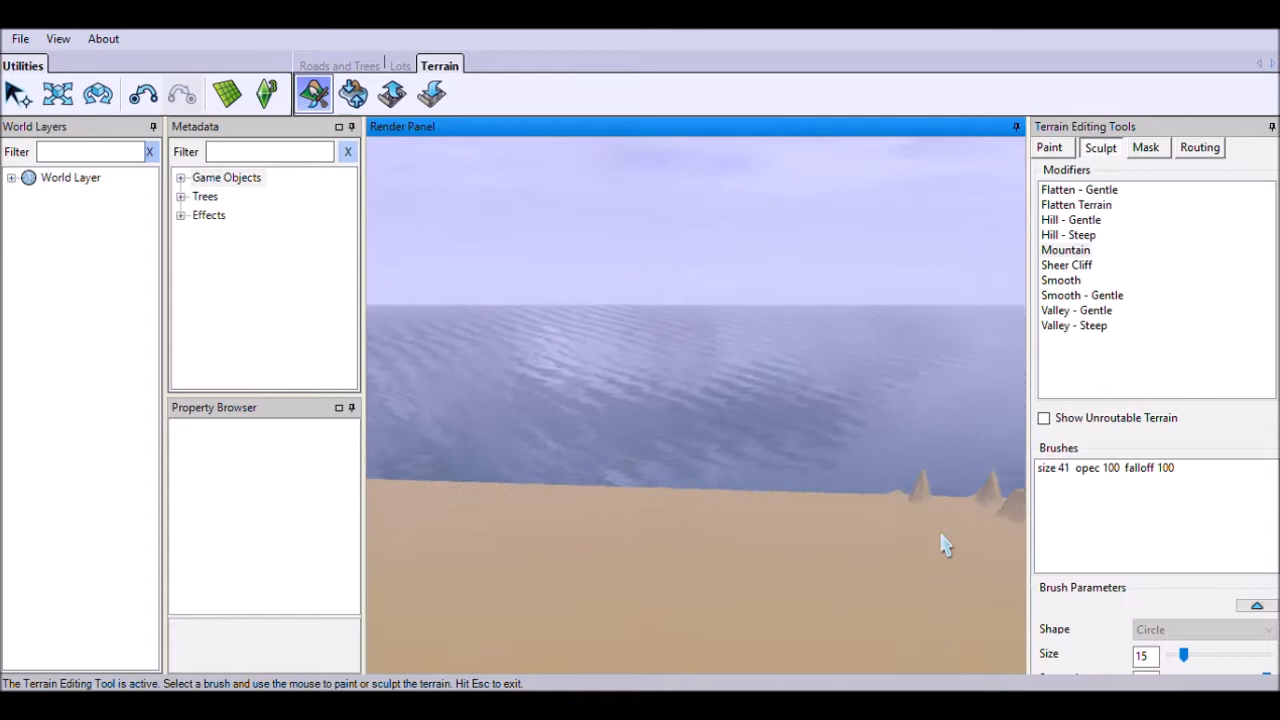 File View About
Utilities Roads and Trees Lots Terrain
World Layers Metadata Render Panel Terrain Editing Tools
Filter X Filter X Paint Sculpt Mask Routing
World Layer
Game Objects
Trees
Effects
Property Browser
Modifiers
Flatten - Gentle
Flatten Terrain
Hill - Gentle
Hill - Steep
Mountain
Sheer Cliff
Smooth
Smooth - Gentle
Valley - Gentle
Valley - Steep
Show Unroutable Terrain
Brushes
size 41 opec 100 falloff 100
Brush Parameters
Shape Circle
Size 15
The Terrain Editing Tool is active. Select a brush and use the mouse to paint or sculpt the terrain. Hit Esc to exit.